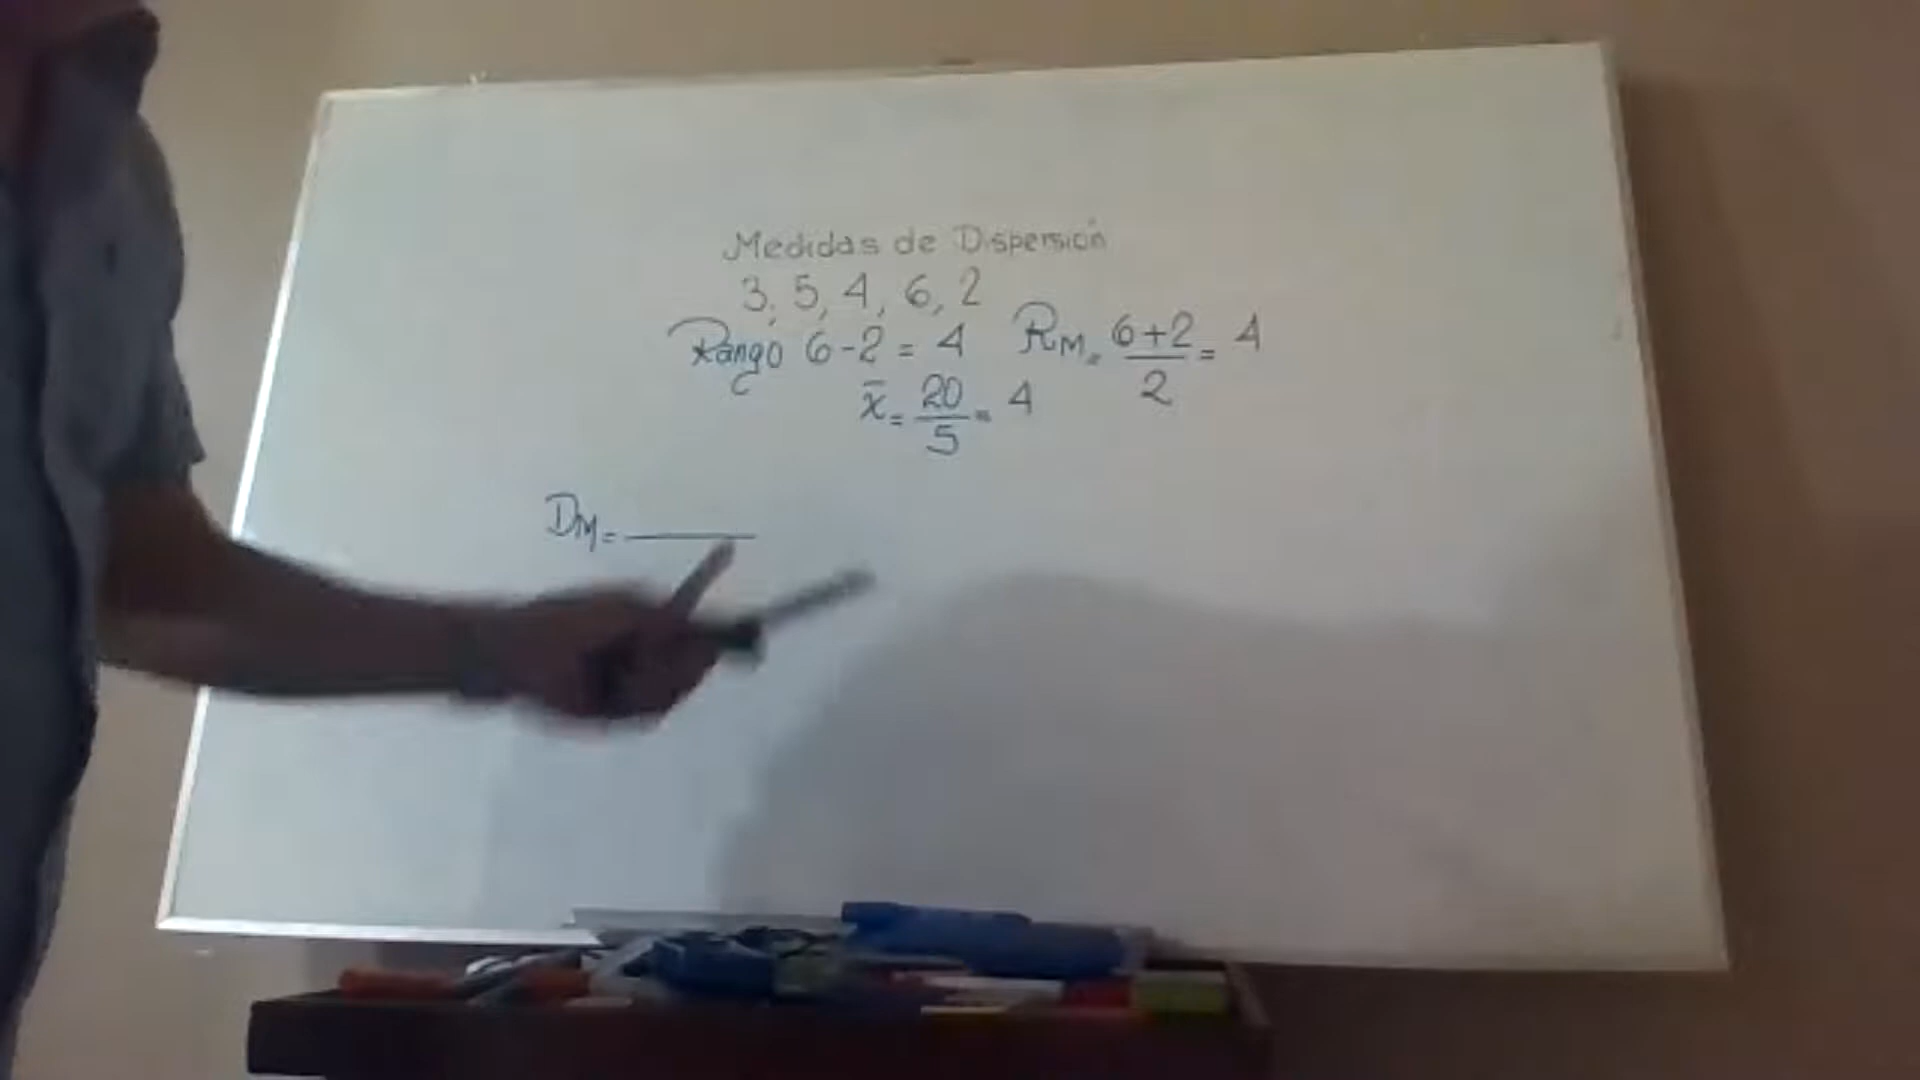 Medidas de Dispersión
3, 5, 4, 6, 2
Rango 6-2 = 4 RM = 6+2/2 = 4
x̄ = 20/5 = 4
DM = ___